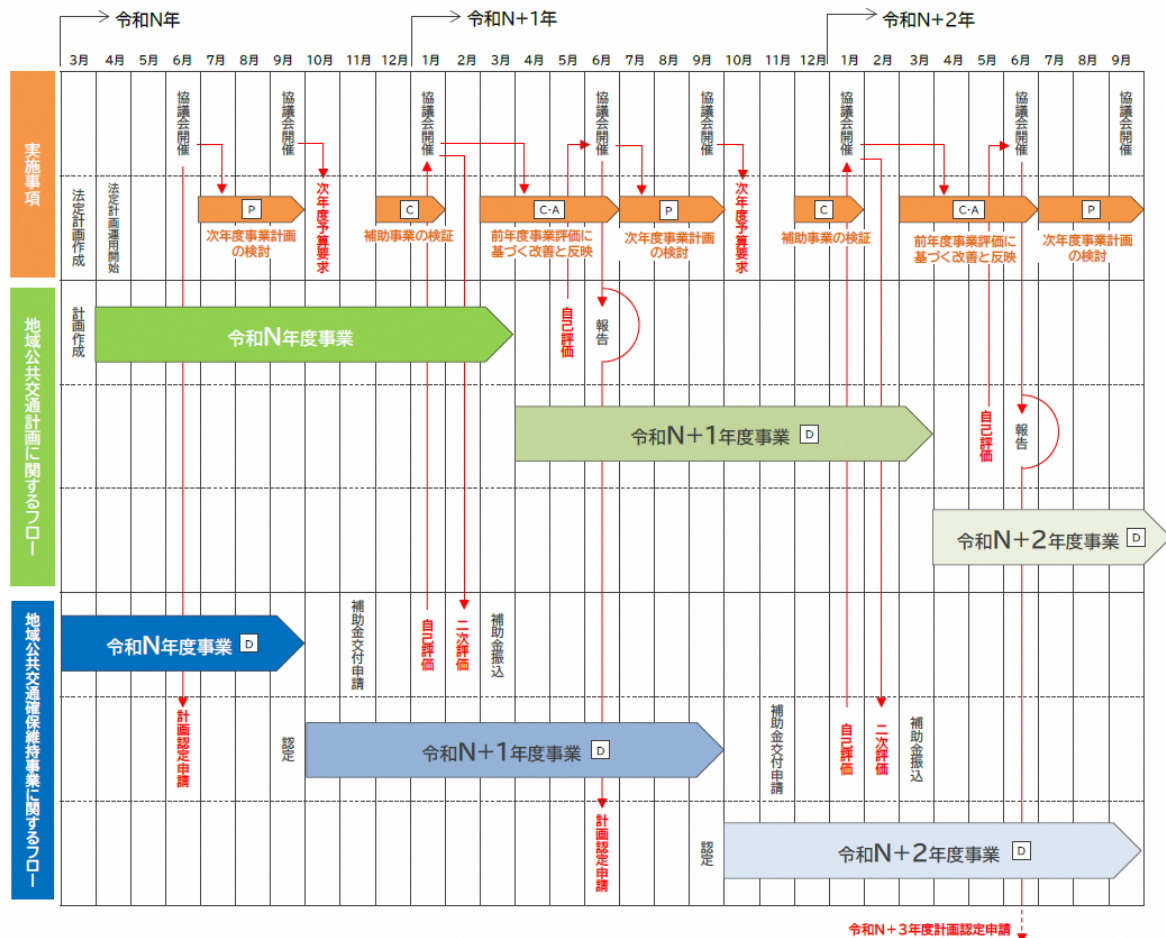 令和N年
令和N+1年
令和N+2年
3月 4月 5月 6月 7月 8月 9月 10月 11月 12月 1月 2月 3月 4月 5月 6月 7月 8月 9月 10月 11月 12月 1月 2月 3月 4月 5月 6月 7月 8月 9月
実施事項
協議会開催
協議会開催
協議会開催
協議会開催
協議会開催
協議会開催
協議会開催
協議会開催
法定計画作成
法定計画運用開始
P
次年度事業計画
の検討
次年度予算要求
C
補助事業の検証
C・A
前年度事業評価に
基づく改善と反映
P
次年度事業計画
の検討
次年度予算要求
C
補助事業の検証
C・A
前年度事業評価に
基づく改善と反映
P
次年度事業計画
の検討
地域公共交通計画に関するフロー
計画作成
令和N年度事業
自己評価
報告
令和N+1年度事業 D
自己評価
報告
令和N+2年度事業 D
地域公共交通確保維持事業に関するフロー
令和N年度事業 D
補助金交付申請
自己評価
二次評価
補助金振込
計画認定申請
認定
令和N+1年度事業 D
補助金交付申請
自己評価
二次評価
補助金振込
計画認定申請
認定
令和N+2年度事業 D
令和N+3年度計画認定申請